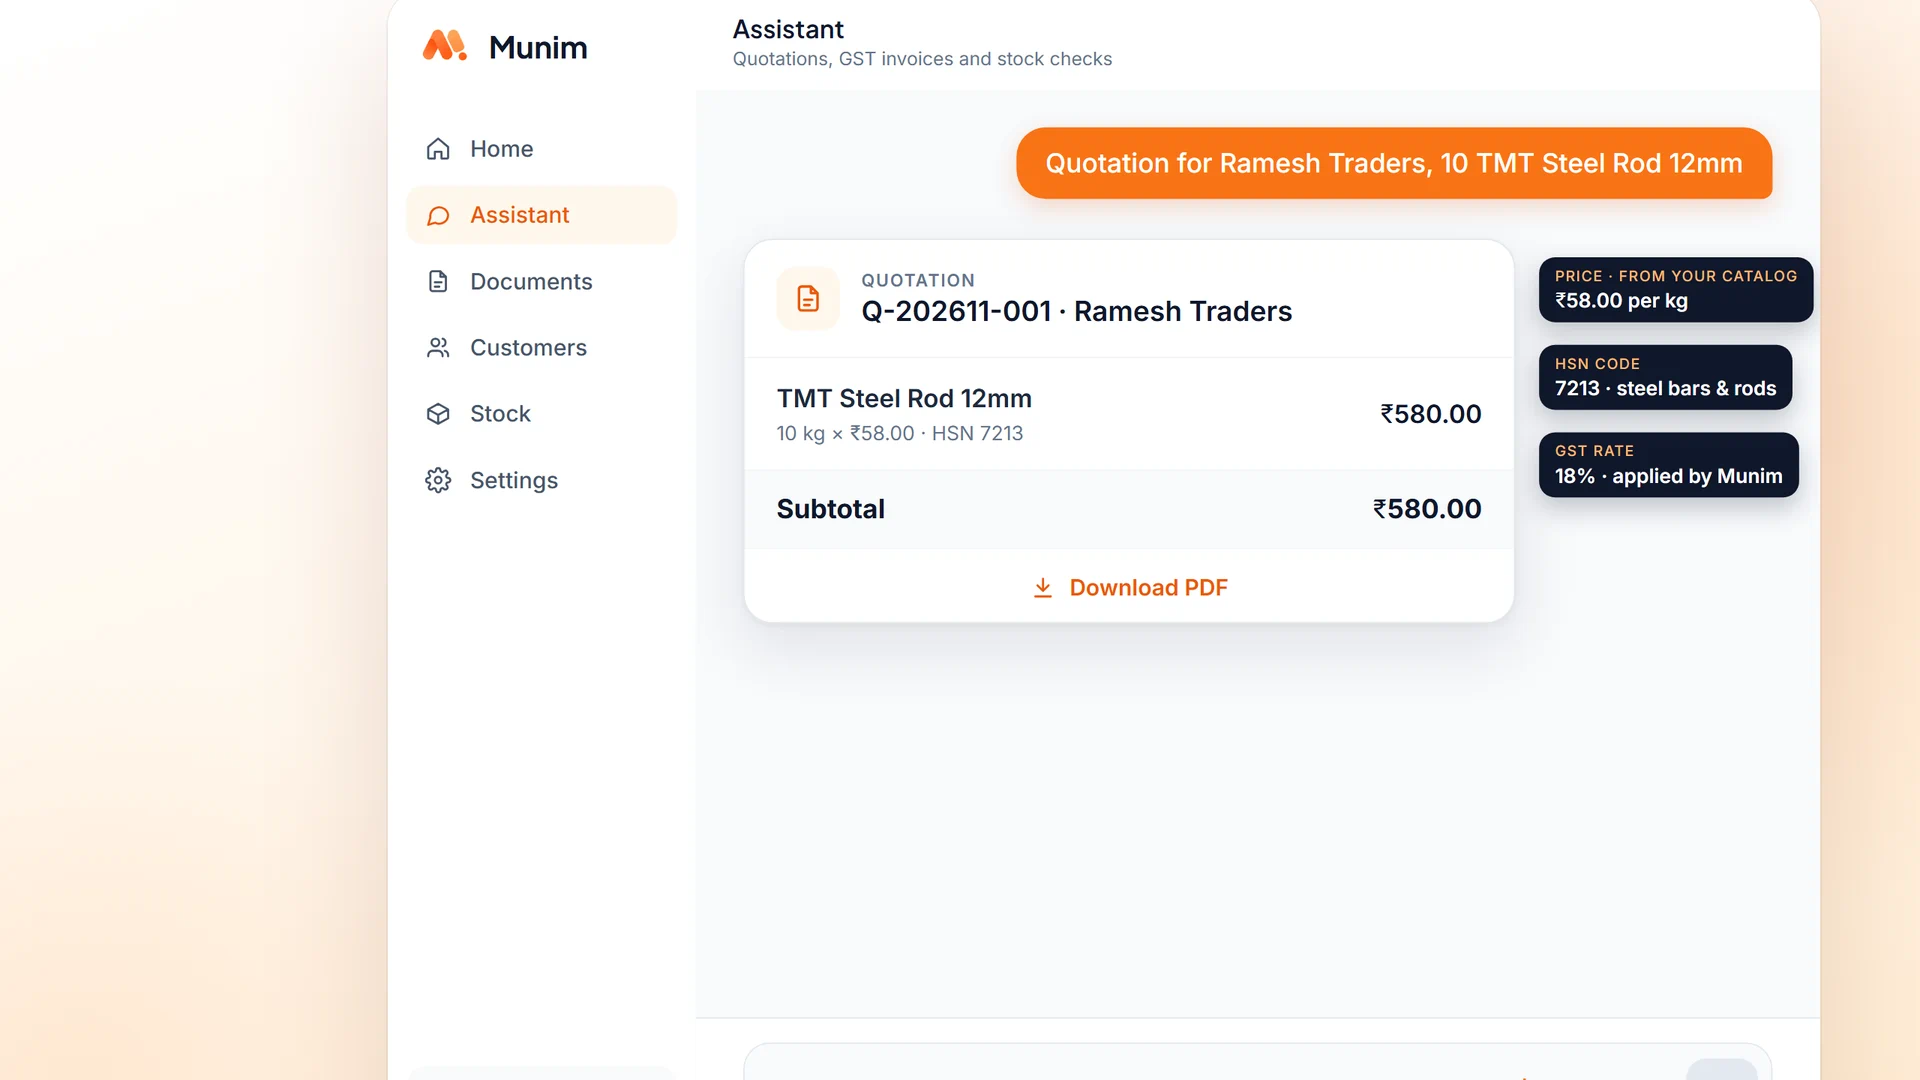 Munim
Assistant
Quotations, GST invoices and stock checks
Home
Assistant
Documents
Customers
Stock
Settings
Quotation for Ramesh Traders, 10 TMT Steel Rod 12mm
QUOTATION
Q-202611-001 · Ramesh Traders
TMT Steel Rod 12mm
10 kg × ₹58.00 · HSN 7213
₹580.00
Subtotal
₹580.00
Download PDF
PRICE · FROM YOUR CATALOG
₹58.00 per kg
HSN CODE
7213 · steel bars & rods
GST RATE
18% · applied by Munim